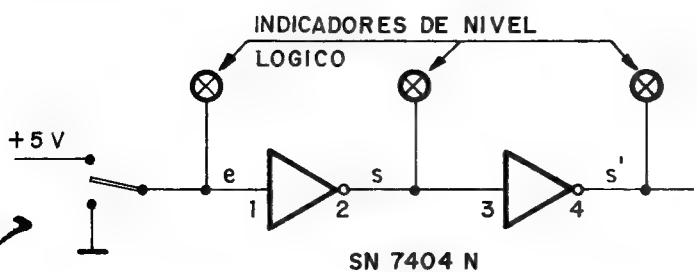 INDICADORES DE NIVEL
LOGICO
+5 V
e
1
2
s
3
4
s'
SN 7404 N